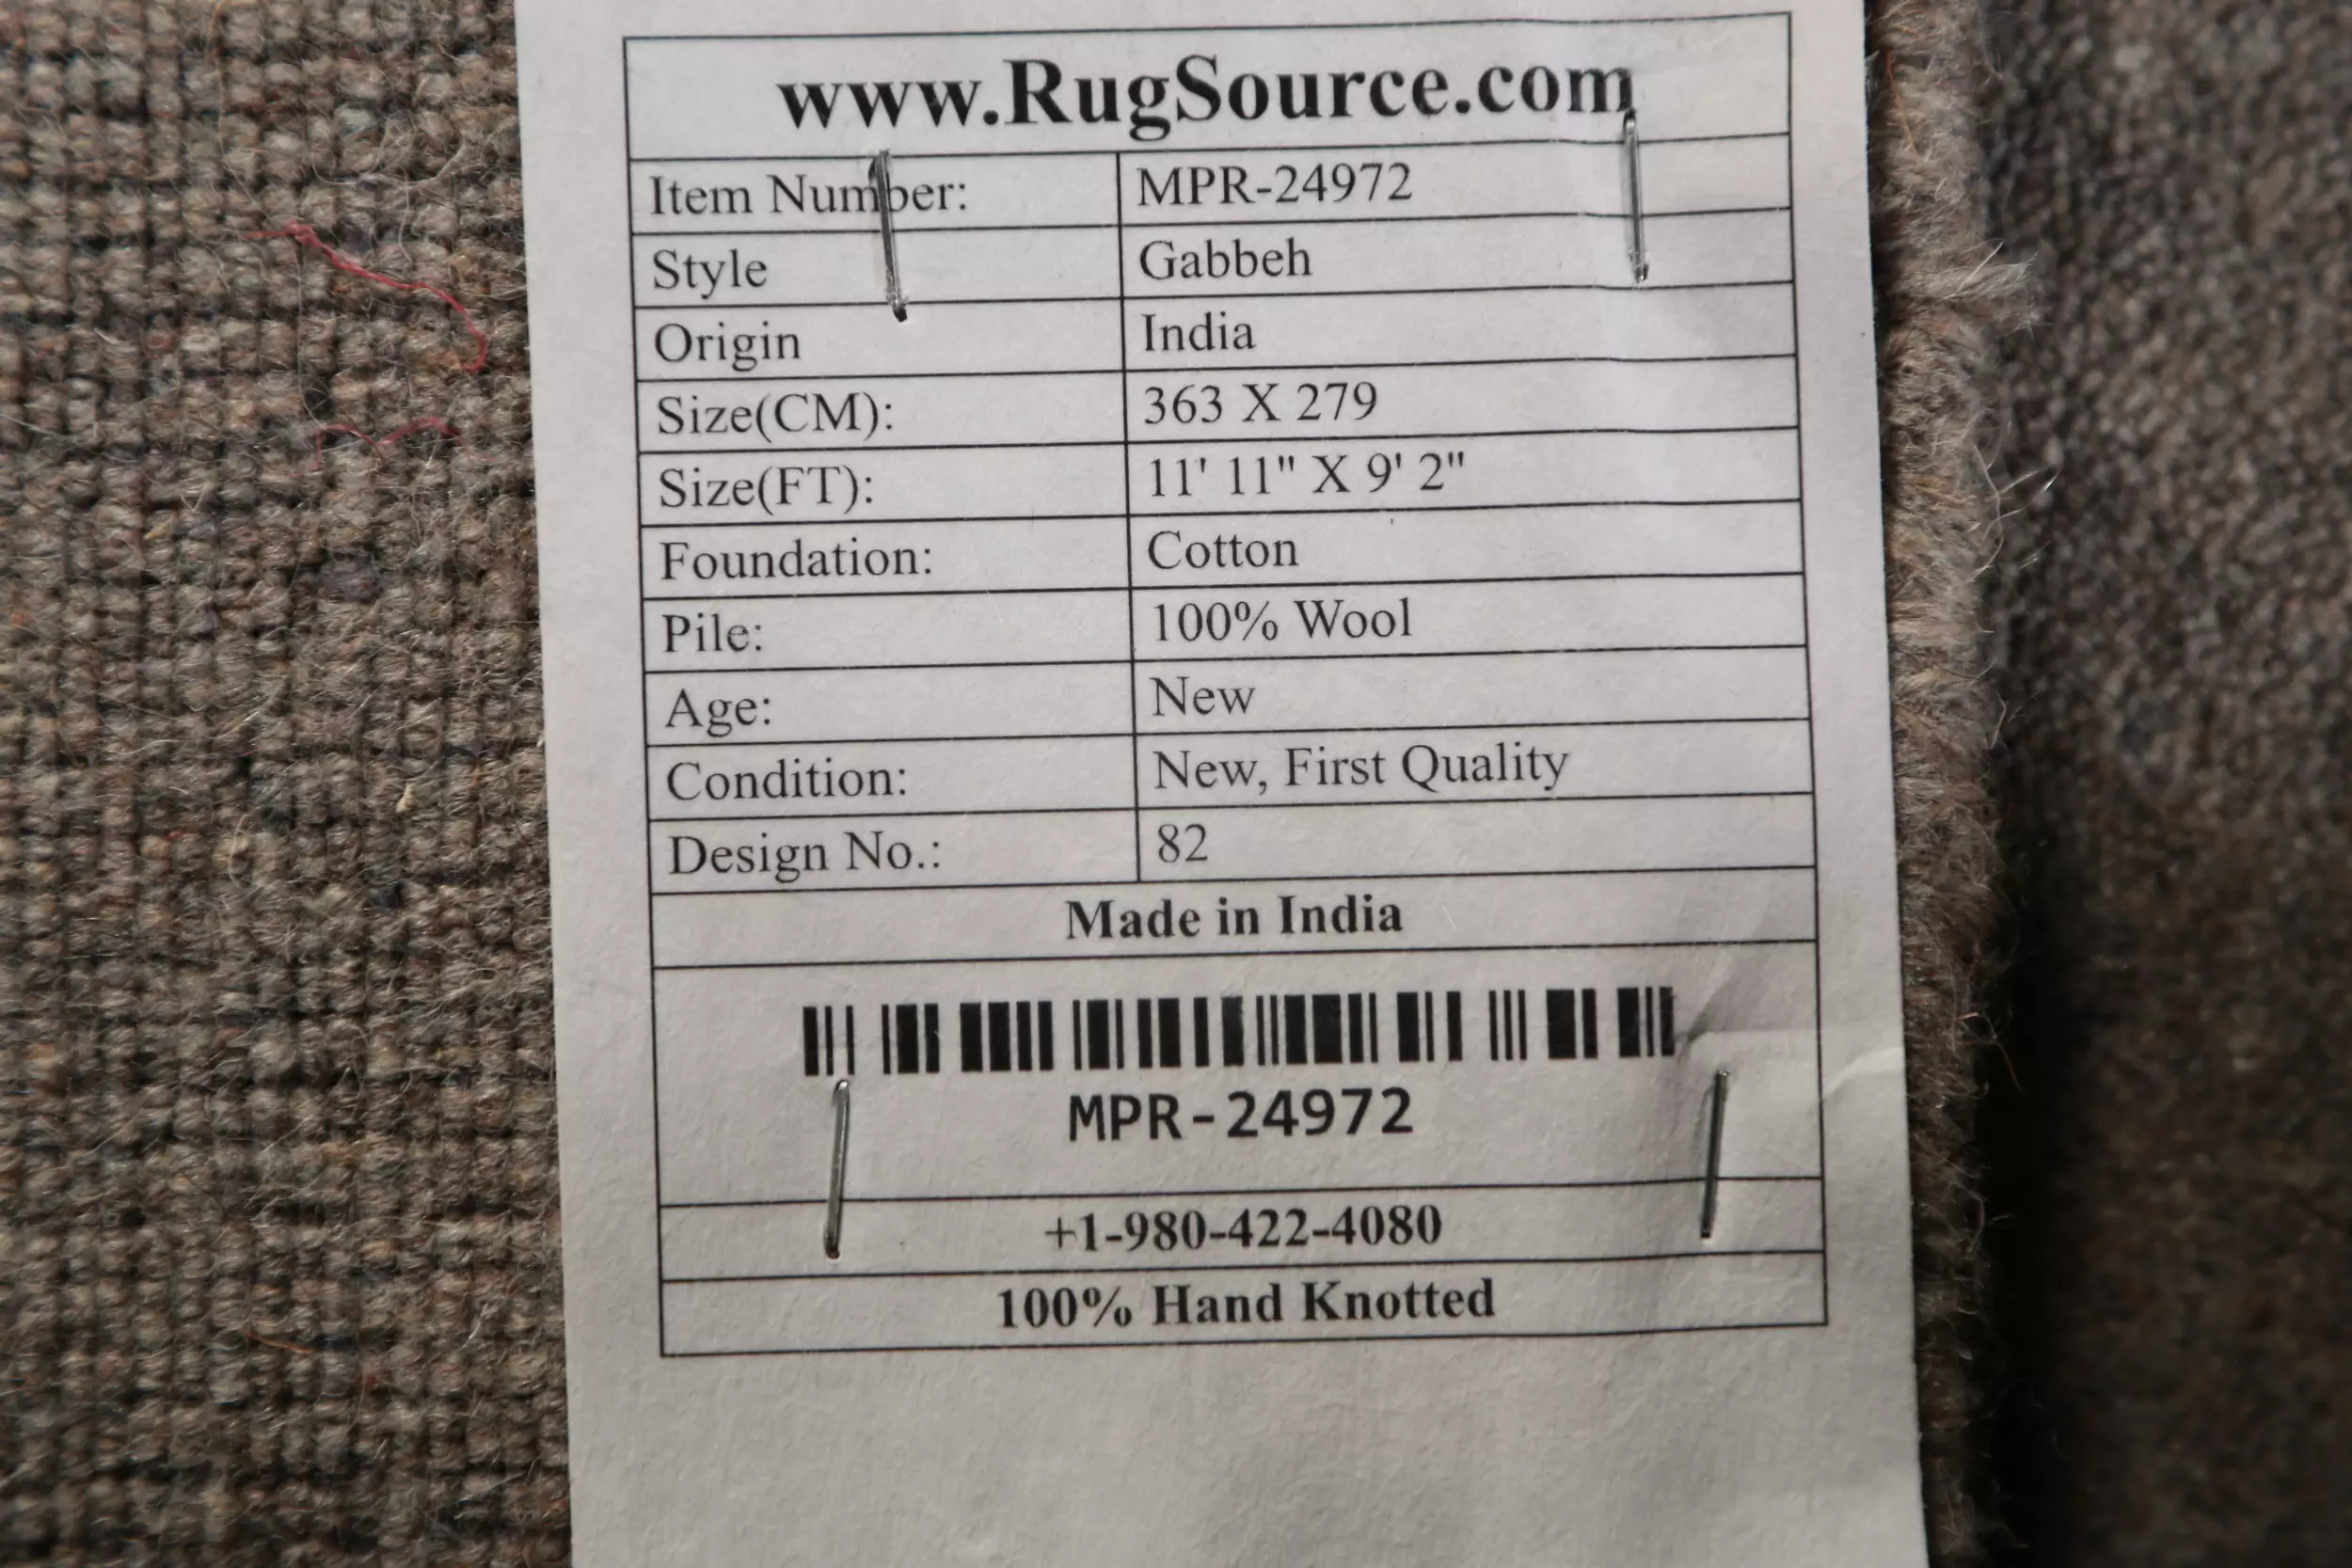 www.RugSource.com
Item Number: MPR-24972
Style Gabbeh
Origin India
Size(CM): 363 X 279
Size(FT): 11' 11" X 9' 2"
Foundation: Cotton
Pile: 100% Wool
Age: New
Condition: New, First Quality
Design No.: 82
Made in India
MPR-24972
+1-980-422-4080
100% Hand Knotted